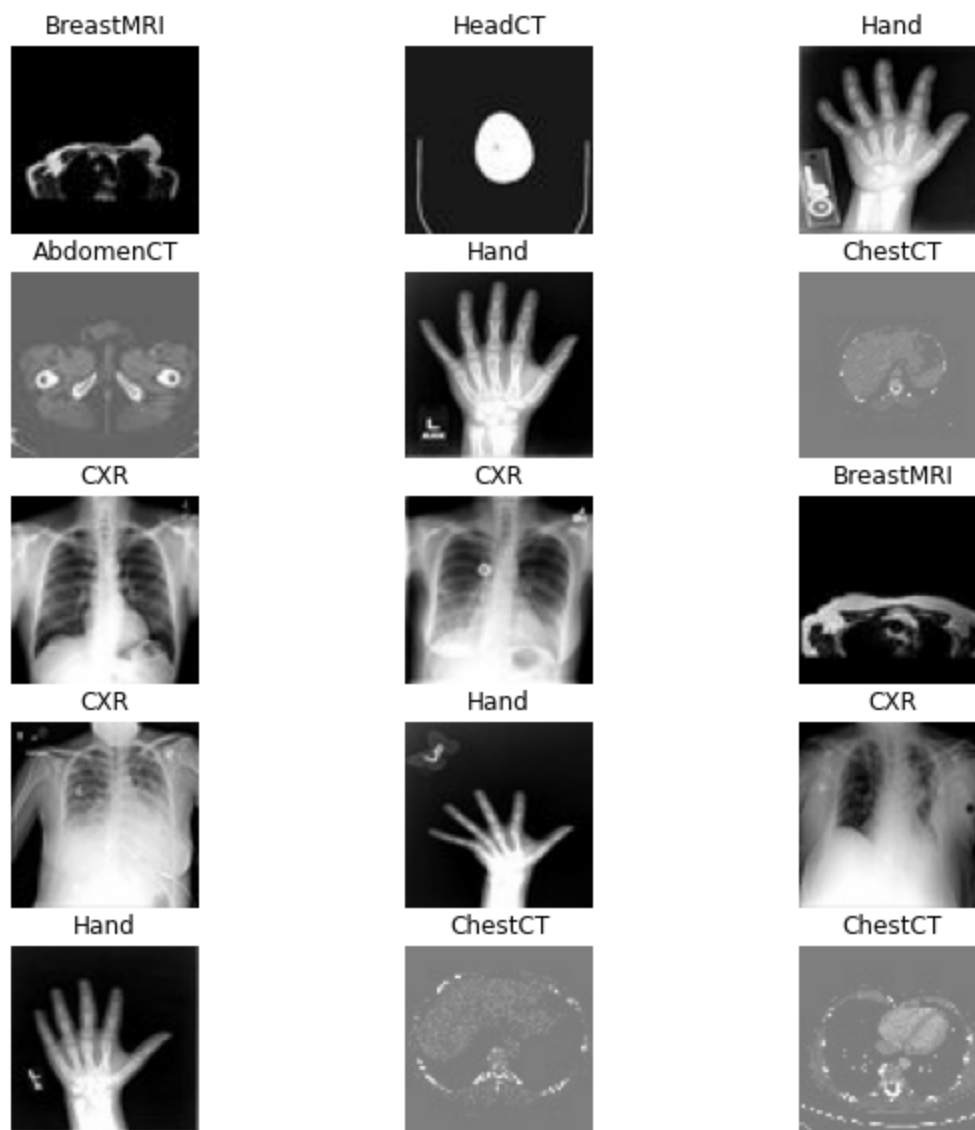 BreastMRI HeadCT Hand
AbdomenCT Hand ChestCT
L
CXR CXR BreastMRI
CXR Hand CXR
Hand ChestCT ChestCT